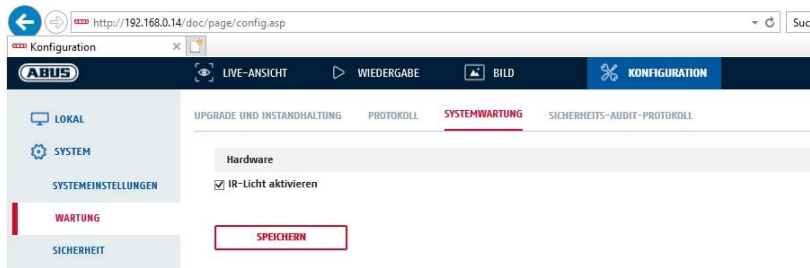 http://192.168.0.14/doc/page/config.asp Suc
Konfiguration
ABUS LIVE-ANSICHT WIEDERGABE BILD KONFIGURATION
LOKAL UPGRADE UND INSTANDHALTUNG PROTOKOLL SYSTEMWARTUNG SICHERHEITS-AUDIT-PROTOKOLL
SYSTEM
Hardware
SYSTEMEINSTELLUNGEN
IR-Licht aktivieren
WARTUNG
SPEICHERN
SICHERHEIT